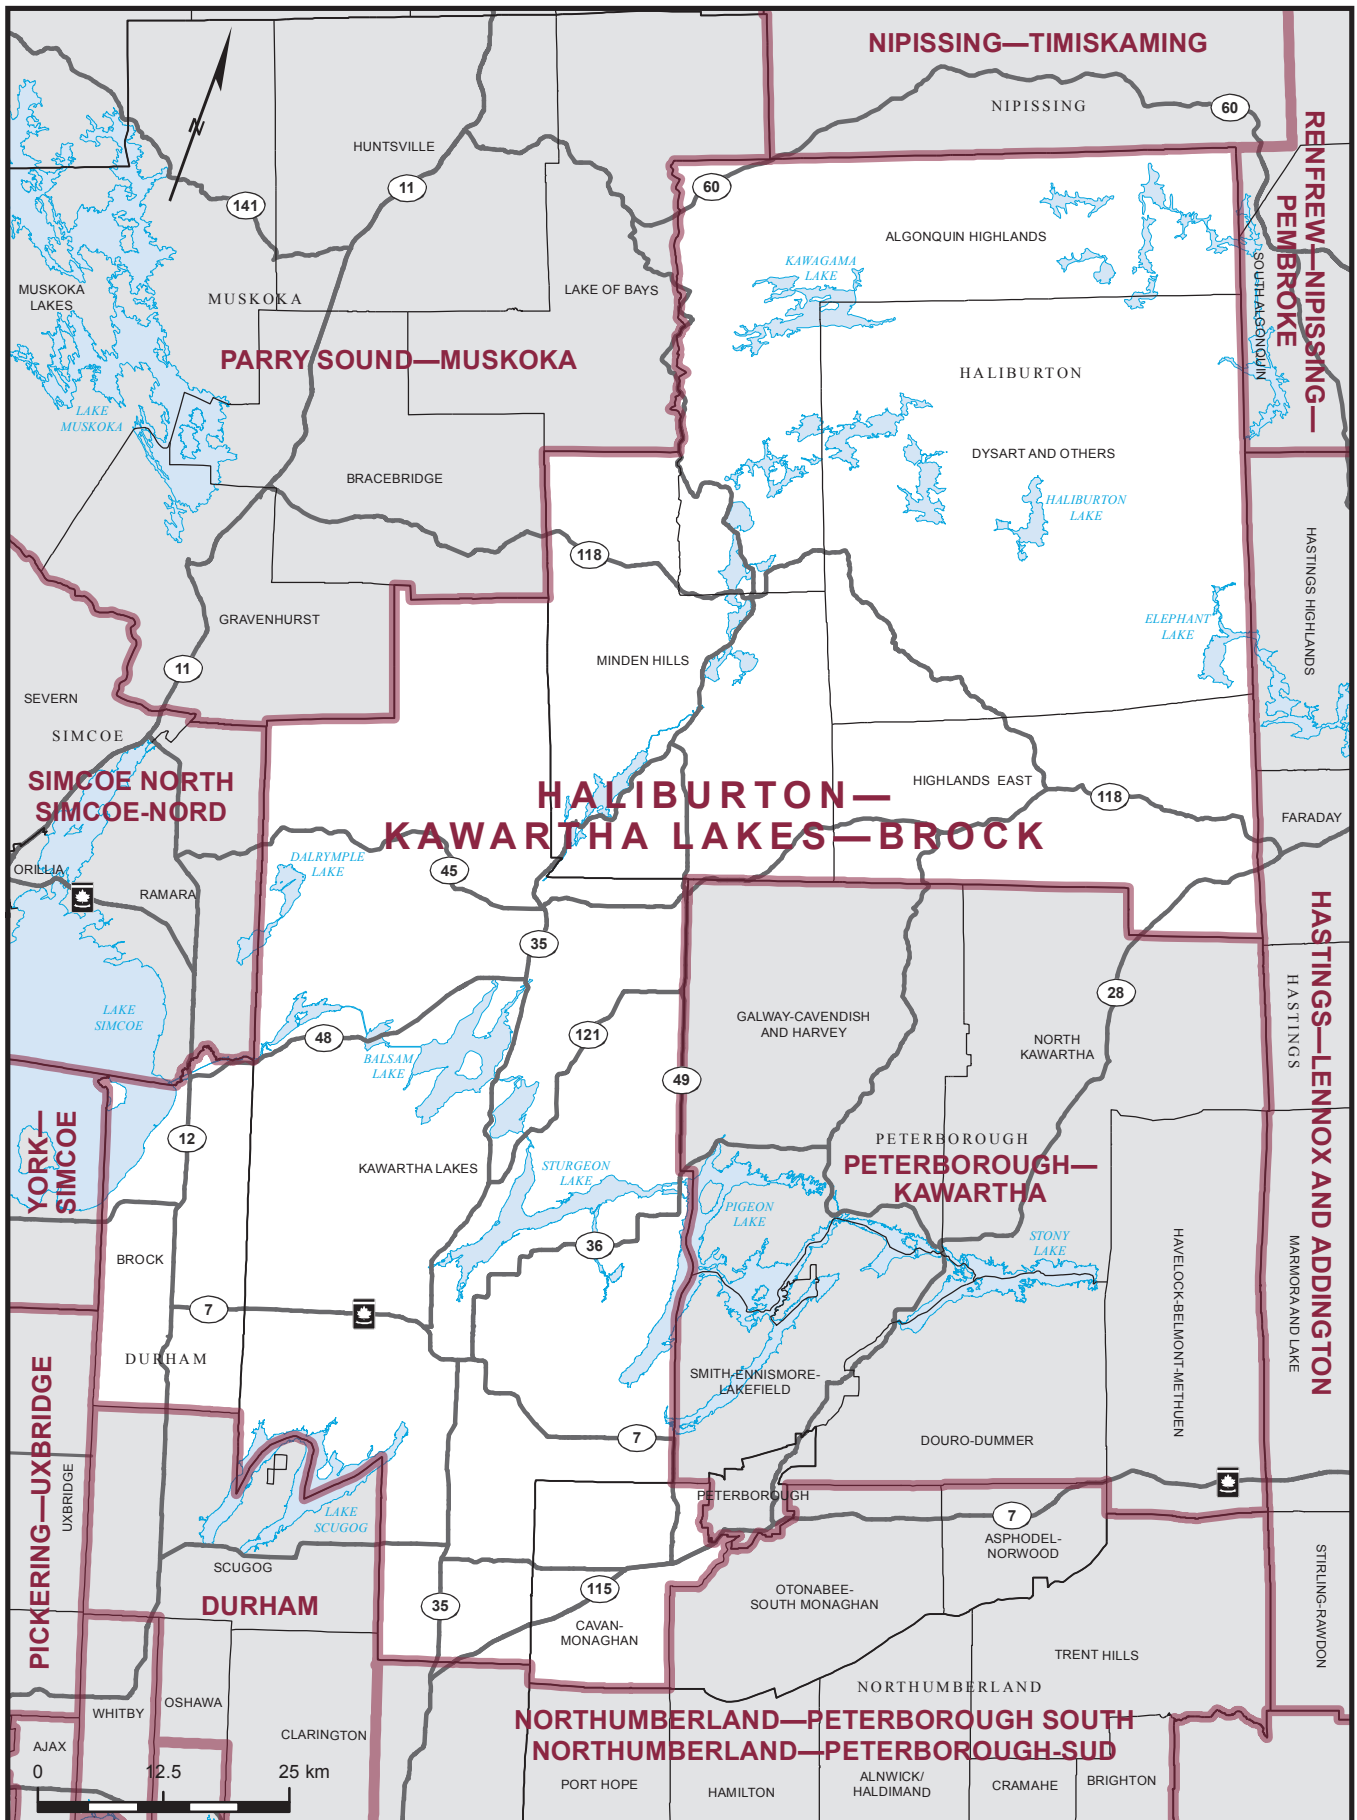 NIPISSING—TIMISKAMING
NIPISSING
60
RENFREW—NIPISSING—
PEMBROKE
N
HUNTSVILLE
11
141
60
ALGONQUIN HIGHLANDS
KAWAGAMA
LAKE
SOUTH ALGONQUIN
MUSKOKA
LAKES
MUSKOKA
LAKE OF BAYS
PARRY SOUND—MUSKOKA
HALIBURTON
LAKE
MUSKOKA
DYSART AND OTHERS
BRACEBRIDGE
HALIBURTON
LAKE
118
HASTINGS HIGHLANDS
GRAVENHURST
ELEPHANT
LAKE
11
MINDEN HILLS
SEVERN
SIMCOE
SIMCOE NORTH
SIMCOE-NORD
HIGHLANDS EAST
118
HALIBURTON—
KAWARTHA LAKES—BROCK
FARADAY
DALRYMPLE
LAKE
45
ORILLIA
RAMARA
35
HASTINGS—LENNOX AND ADDINGTON
HASTINGS
28
LAKE
SIMCOE
GALWAY-CAVENDISH
AND HARVEY
48
121
NORTH
KAWARTHA
BALSAM
LAKE
49
YORK—
SIMCOE
12
PETERBOROUGH
PETERBOROUGH—
KAWARTHA
KAWARTHA LAKES
STURGEON
LAKE
PIGEON
LAKE
STONY
LAKE
36
BROCK
HAVELOCK-BELMONT-METHUEN
MARMORA AND LAKE
7
DURHAM
SMITH-ENNISMORE-
LAKEFIELD
PICKERING—UXBRIDGE
UXBRIDGE
7
DOURO-DUMMER
PETERBOROUGH
LAKE
SCUGOG
7
ASPHODEL-
NORWOOD
SCUGOG
STIRLING-RAWDON
115
OTONABEE-
SOUTH MONAGHAN
DURHAM
35
CAVAN-
MONAGHAN
TRENT HILLS
NORTHUMBERLAND
OSHAWA
WHITBY
NORTHUMBERLAND—PETERBOROUGH SOUTH
NORTHUMBERLAND—PETERBOROUGH-SUD
CLARINGTON
AJAX
0 12.5 25 km
PORT HOPE
HAMILTON
ALNWICK/
HALDIMAND
CRAMAHE
BRIGHTON